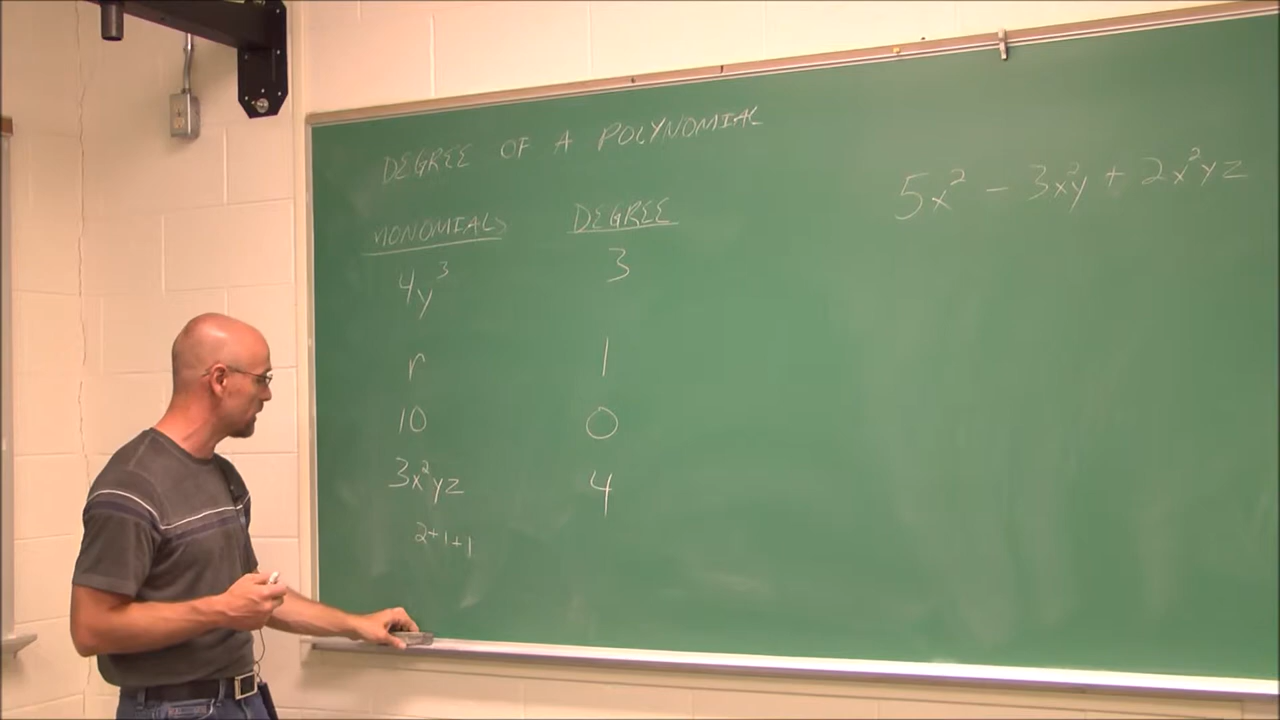 DEGREE OF A POLYNOMIAL
5x² - 3x²y + 2x²yz
MONOMIALS DEGREE
4y³ 3
r 1
10 0
3x²yz 4
2+1+1